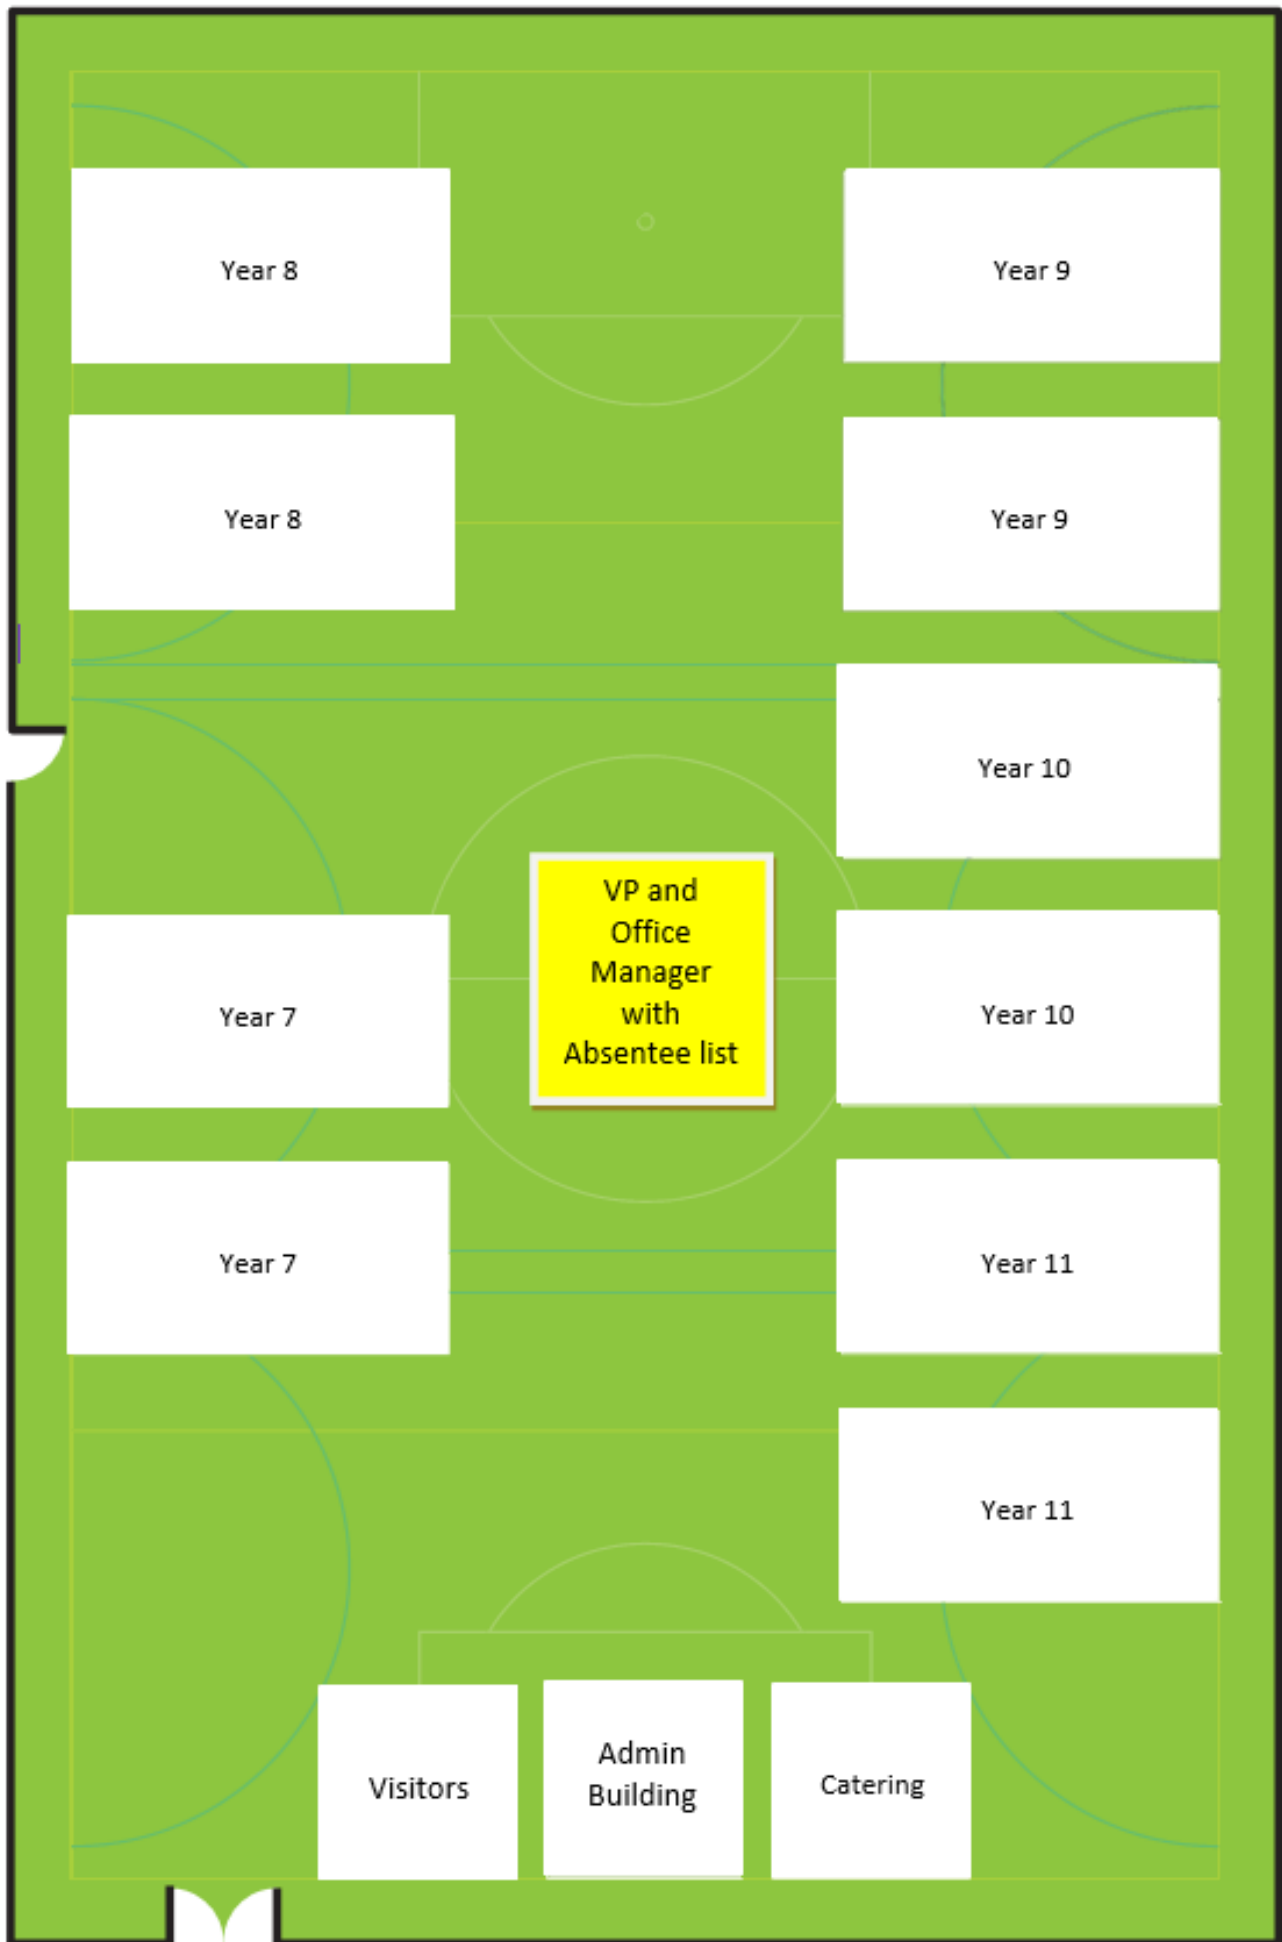 Year 8
Year 9
Year 8
Year 9
Year 10
VP and
Office
Manager
with
Absentee list
Year 7
Year 10
Year 7
Year 11
Year 11
Visitors
Admin
Building
Catering